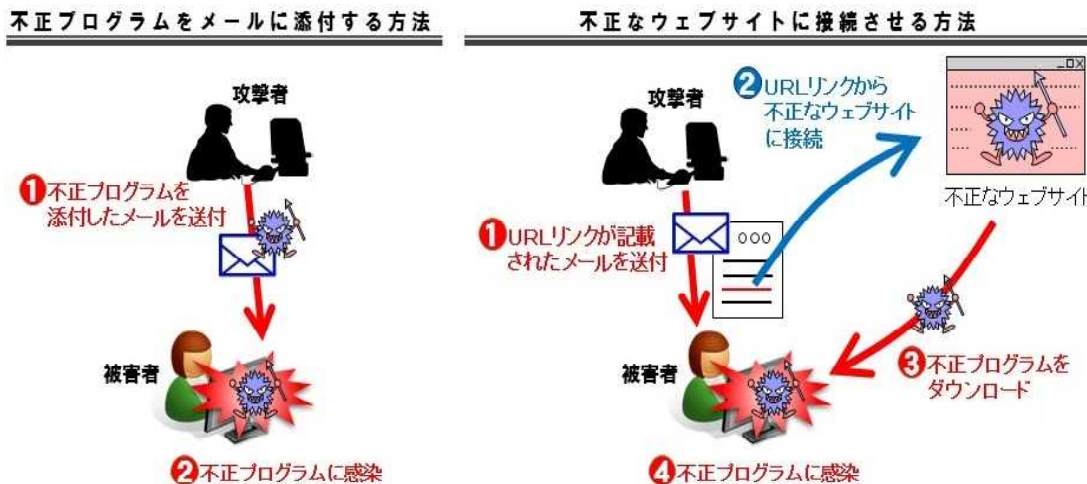 不正プログラムをメールに添付する方法
攻撃者
❶不正プログラムを
添付したメールを送付
被害者
❷不正プログラムに感染
不正なウェブサイトに接続させる方法
攻撃者
❶URLリンクが記載
されたメールを送付
○○○
❷URLリンクから
不正なウェブサイト
に接続
_□X
不正なウェブサイト
❸不正プログラムを
ダウンロード
被害者
❹不正プログラムに感染